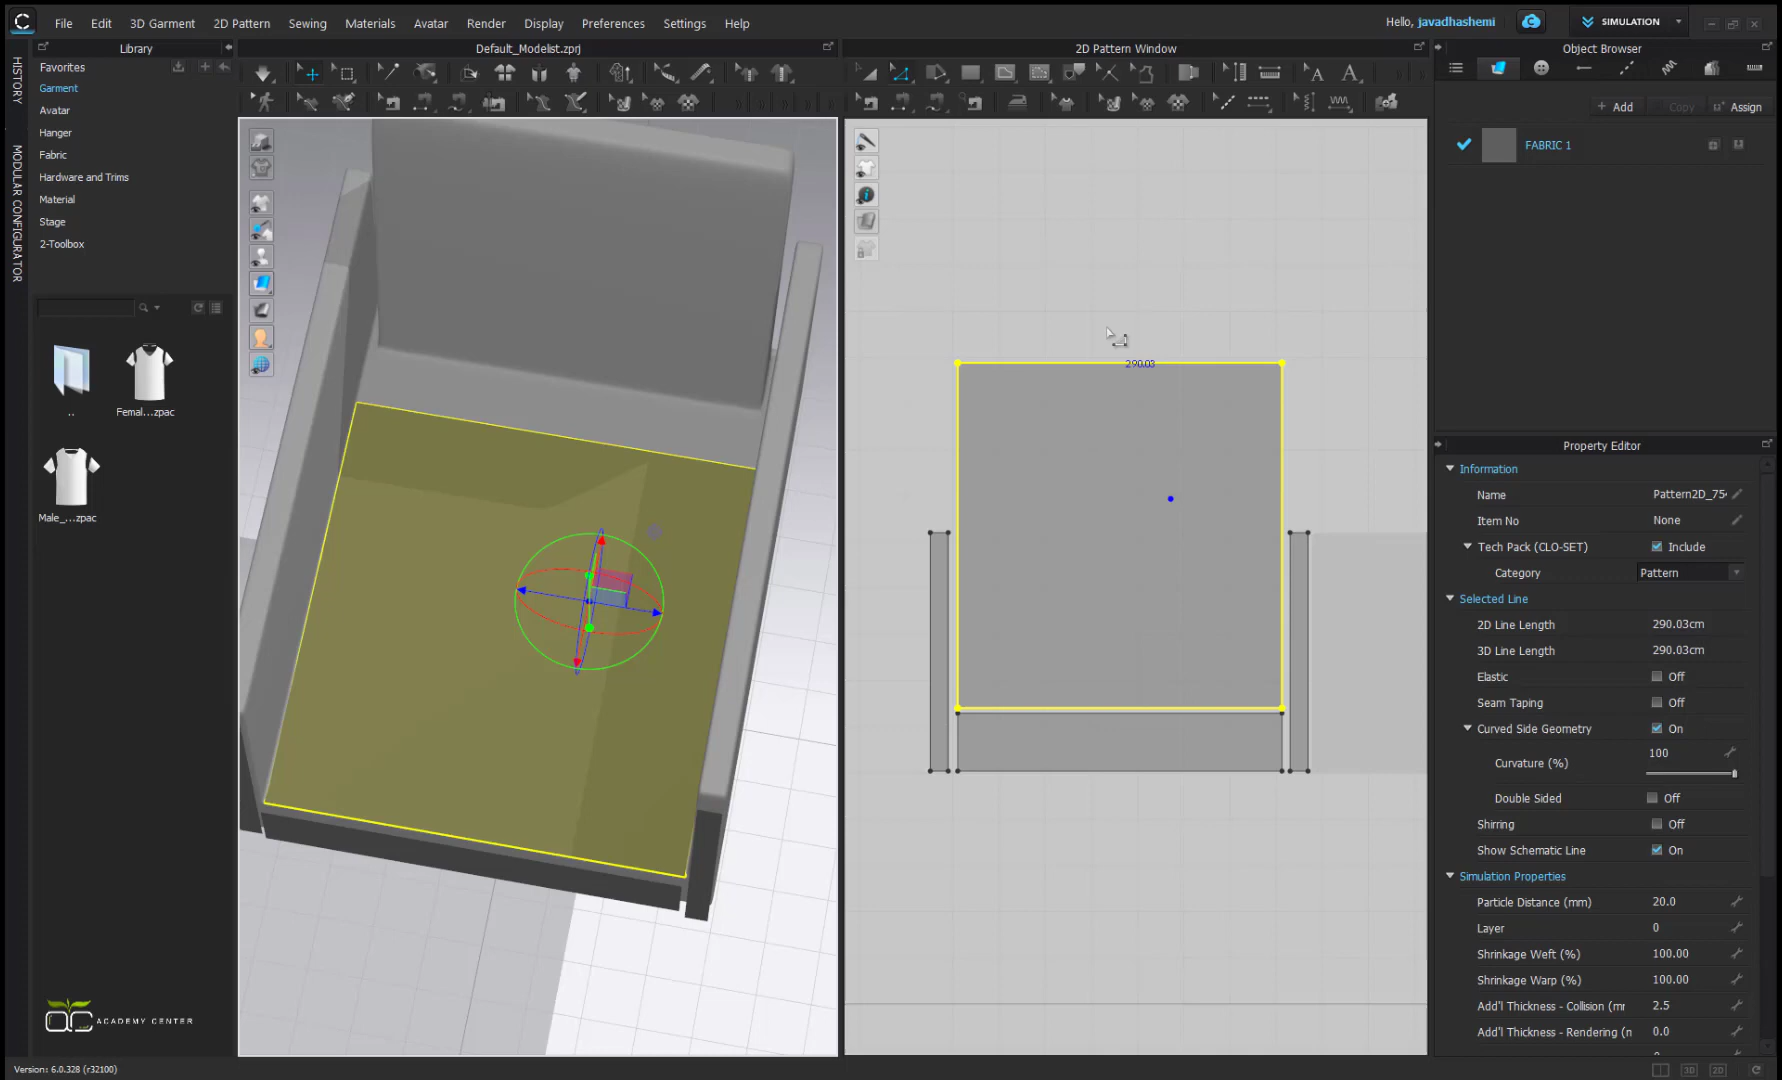 File Edit 3D Garment 2D Pattern Sewing Materials Avatar Render Display Preferences Settings Help
Hello, javadhashemi
SIMULATION
HISTORY
MODULAR CONFIGURATOR
Library
Favorites
Garment
Avatar
Hanger
Fabric
Hardware and Trims
Material
Stage
2-Toolbox
..
Femal....zpac
Male_...zpac
ACADEMY CENTER
Version: 6.0.328 (r32100)
Default_Modelist.zprj
2D Pattern Window
290.03
Object Browser
Add Copy Assign
FABRIC 1
Property Editor
Information
Name Pattern2D_75
Item No None
Tech Pack (CLO-SET) Include
Category Pattern
Selected Line
2D Line Length 290.03cm
3D Line Length 290.03cm
Elastic Off
Seam Taping Off
Curved Side Geometry On
100
Curvature (%)
Double Sided Off
Shirring Off
Show Schematic Line On
Simulation Properties
Particle Distance (mm) 20.0
Layer 0
Shrinkage Weft (%) 100.00
Shrinkage Warp (%) 100.00
Add'l Thickness - Collision (mr 2.5
Add'l Thickness - Rendering (n 0.0
3D 2D